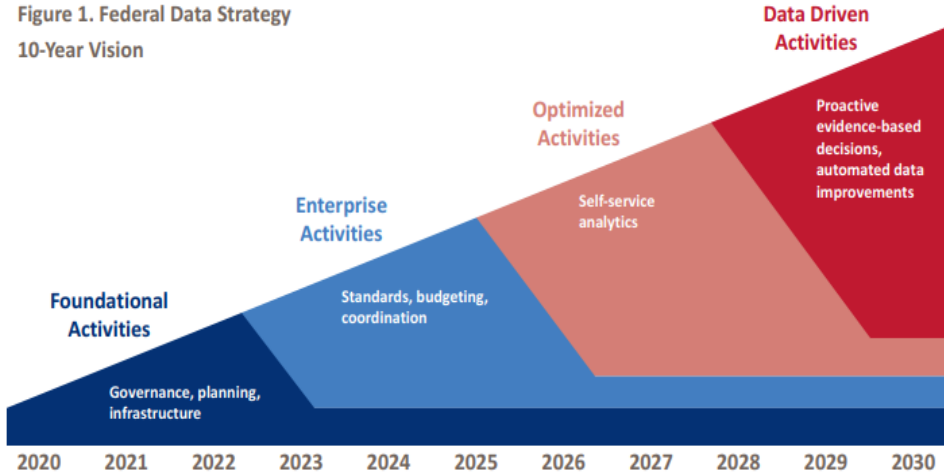 Figure 1. Federal Data Strategy
10-Year Vision
Data Driven
Activities
Proactive
evidence-based
decisions,
automated data
improvements
Optimized
Activities
Self-service
analytics
Enterprise
Activities
Standards, budgeting,
coordination
Foundational
Activities
Governance, planning,
infrastructure
2020 2021 2022 2023 2024 2025 2026 2027 2028 2029 2030